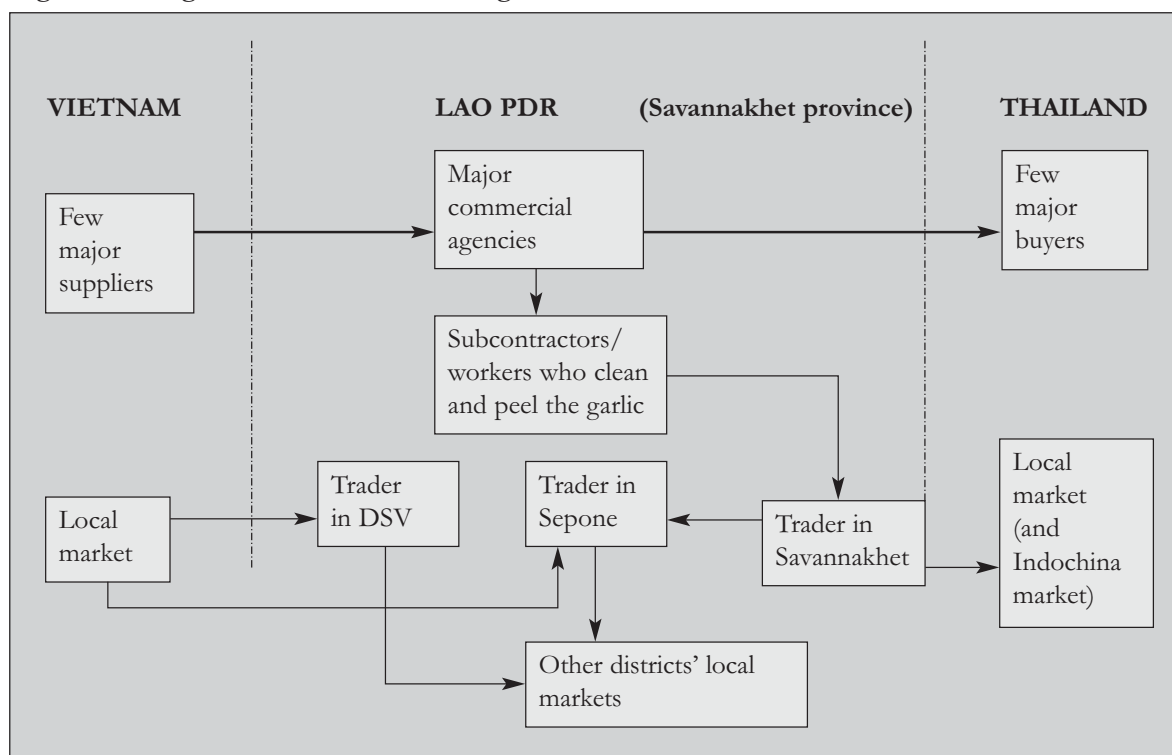 VIETNAM
LAO PDR
(Savannakhet province)
THAILAND
Few
major
suppliers
Major
commercial
agencies
Few
major
buyers
Subcontractors/
workers who clean
and peel the garlic
Local
market
Trader
in DSV
Trader in
Sepone
Trader in
Savannakhet
Local
market
(and
Indochina
market)
Other districts’ local
markets